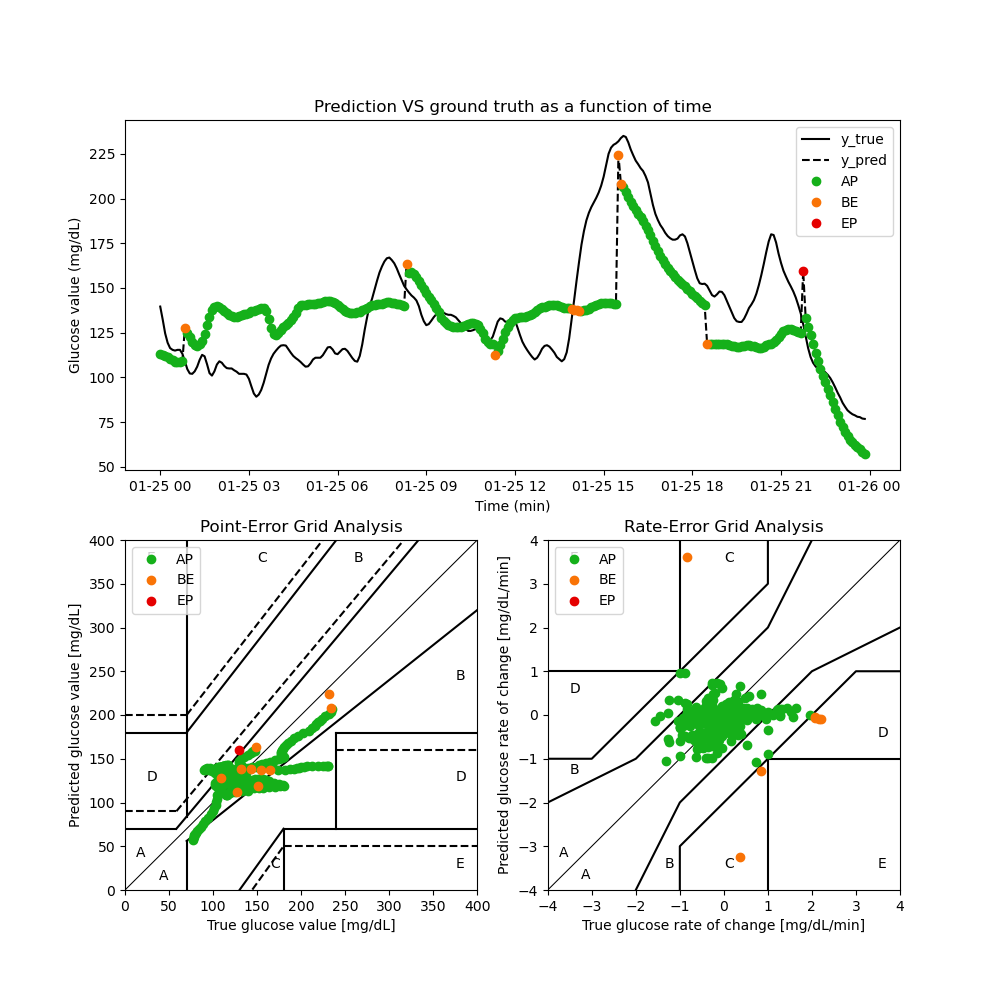 Prediction VS ground truth as a function of time
Glucose value (mg/dL)
225
200
175
150
125
100
75
50
y_true
y_pred
AP
BE
EP
01-25 00 01-25 03 01-25 06 01-25 09 01-25 12 01-25 15 01-25 18 01-25 21 01-26 00
Time (min)
Point-Error Grid Analysis
Predicted glucose value [mg/dL]
400
350
300
250
200
150
100
50
0
AP
BE
EP
C B
B
D D
A
A C E
0 50 100 150 200 250 300 350 400
True glucose value [mg/dL]
Rate-Error Grid Analysis
Predicted glucose rate of change [mg/dL/min]
4
3
2
1
0
−1
−2
−3
−4
AP
BE
EP
C
D
D
B
A
A B C E
−4 −3 −2 −1 0 1 2 3 4
True glucose rate of change [mg/dL/min]